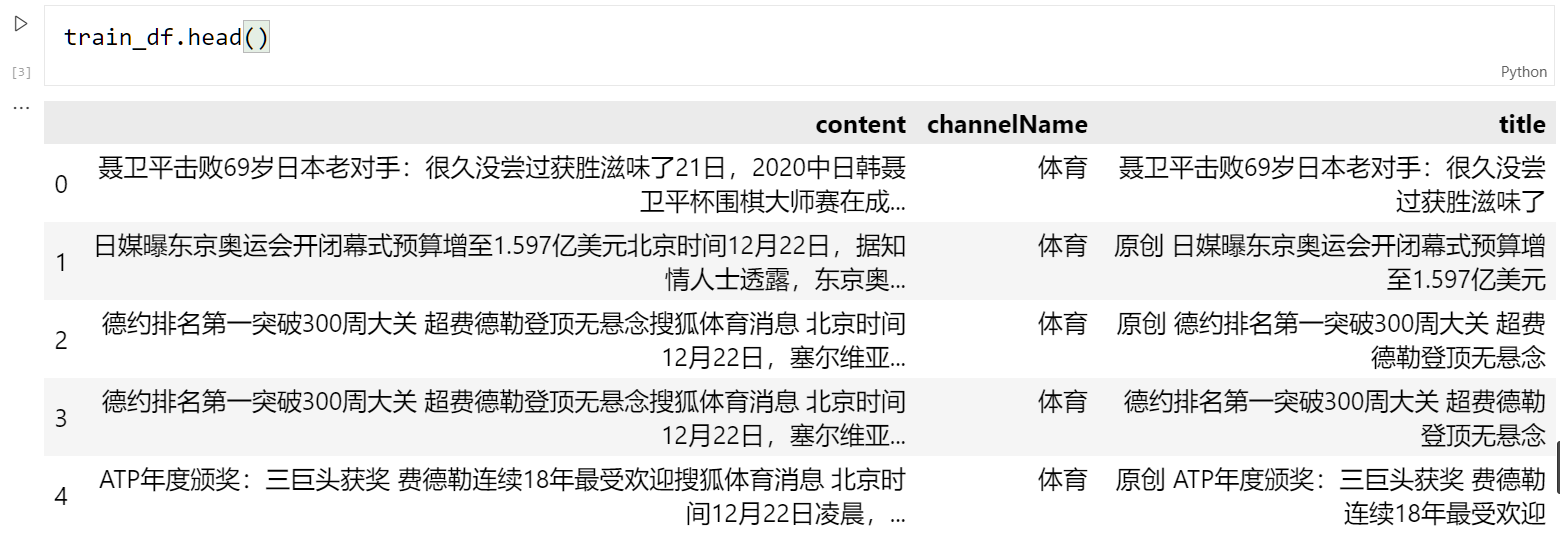 train_df.head()
[3]
Python
...
content channelName title
0 聂卫平击败69岁日本老对手：很久没尝过获胜滋味了21日，2020中日韩聂 体育 聂卫平击败69岁日本老对手：很久没尝
卫平杯围棋大师赛在成... 过获胜滋味了
1 日媒曝东京奥运会开闭幕式预算增至1.597亿美元北京时间12月22日，据知 体育 原创 日媒曝东京奥运会开闭幕式预算增
情人士透露，东京奥... 至1.597亿美元
2 德约排名第一突破300周大关 超费德勒登顶无悬念搜狐体育消息 北京时间 体育 原创 德约排名第一突破300周大关 超费
12月22日，塞尔维亚... 德勒登顶无悬念
3 德约排名第一突破300周大关 超费德勒登顶无悬念搜狐体育消息 北京时间 体育 德约排名第一突破300周大关 超费德勒
12月22日，塞尔维亚... 登顶无悬念
4 ATP年度颁奖：三巨头获奖 费德勒连续18年最受欢迎搜狐体育消息 北京时 体育 原创 ATP年度颁奖：三巨头获奖 费德勒
间12月22日凌晨，... 连续18年最受欢迎